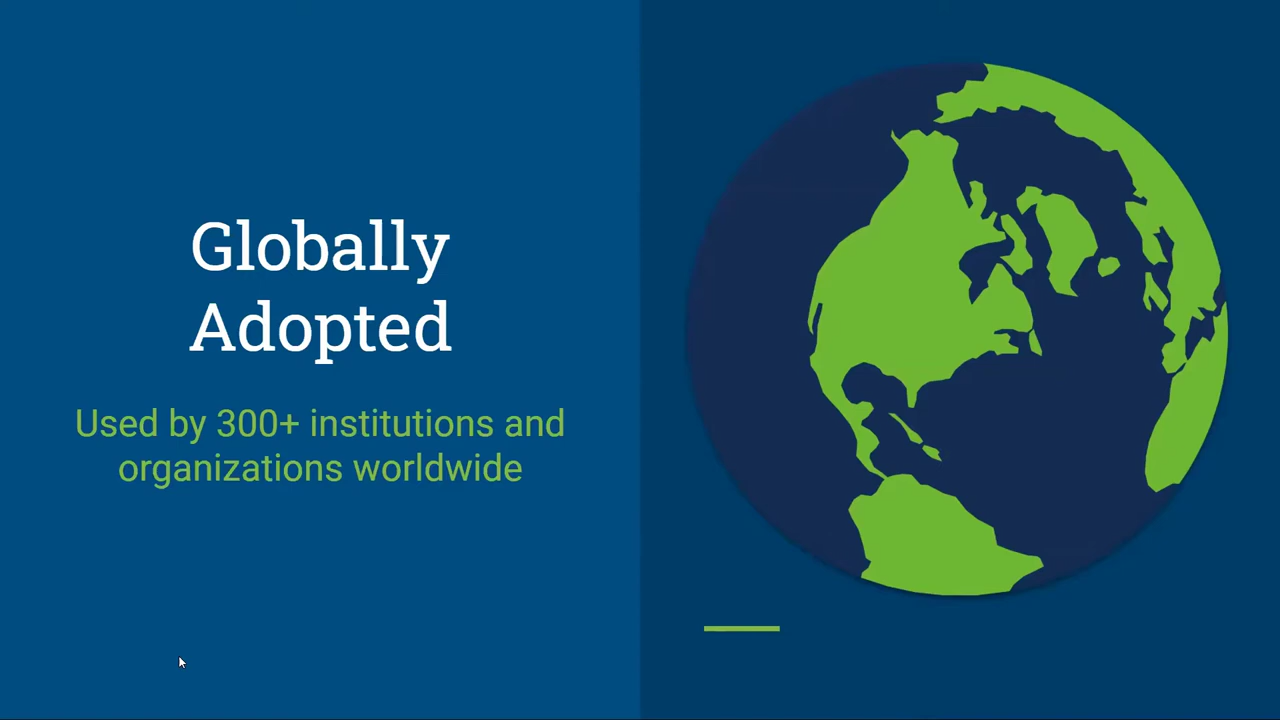 Globally
Adopted
Used by 300+ institutions and
organizations worldwide